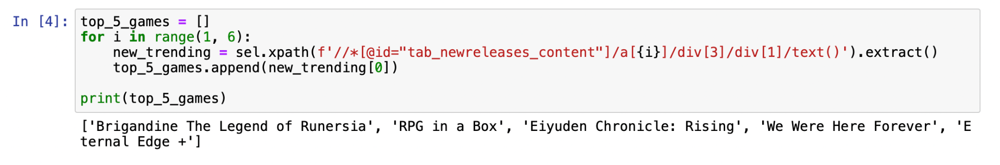 In [4]: top_5_games = []
for i in range(1, 6):
    new_trending = sel.xpath(f'//*[@id="tab_newreleases_content"]/a[{i}]/div[3]/div[1]/text()').extract()
    top_5_games.append(new_trending[0])

print(top_5_games)
['Brigandine The Legend of Runersia', 'RPG in a Box', 'Eiyuden Chronicle: Rising', 'We Were Here Forever', 'E
ternal Edge +']